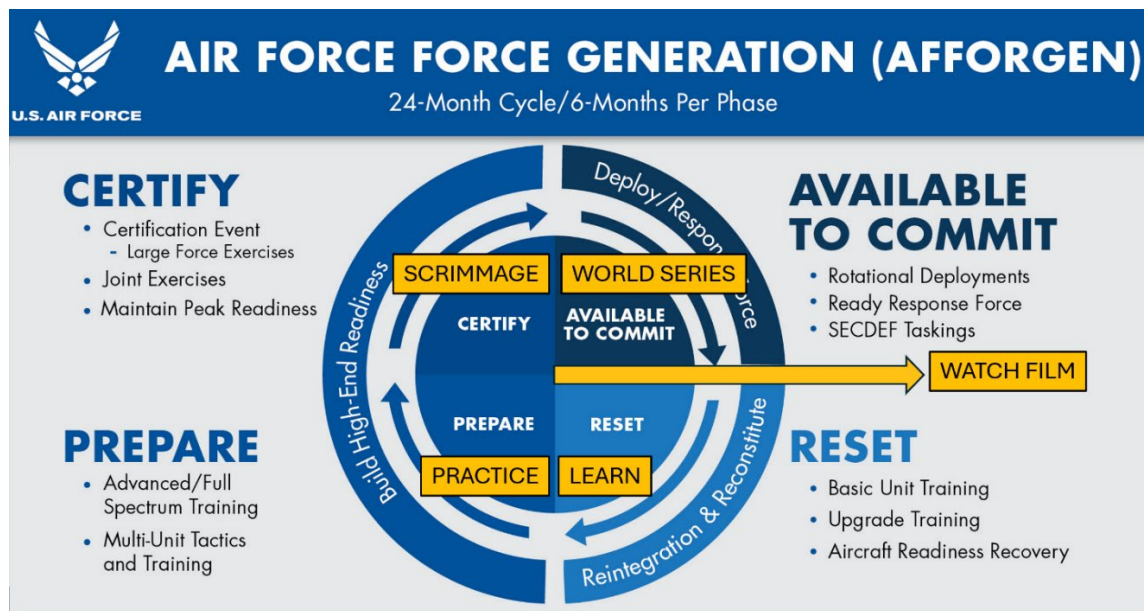 AIR FORCE FORCE GENERATION (AFFORGEN)
24-Month Cycle/6-Months Per Phase
U.S. AIR FORCE
CERTIFY
• Certification Event
- Large Force Exercises
• Joint Exercises
• Maintain Peak Readiness
PREPARE
• Advanced/Full
Spectrum Training
• Multi-Unit Tactics
and Training
Build High-End Readiness
Deploy/Respon
orce
Reintegration & Reconstitute
SCRIMMAGE
WORLD SERIES
CERTIFY
AVAILABLE
TO COMMIT
PREPARE
RESET
PRACTICE
LEARN
AVAILABLE
TO COMMIT
• Rotational Deployments
• Ready Response Force
• SECDEF Taskings
WATCH FILM
RESET
• Basic Unit Training
• Upgrade Training
• Aircraft Readiness Recovery